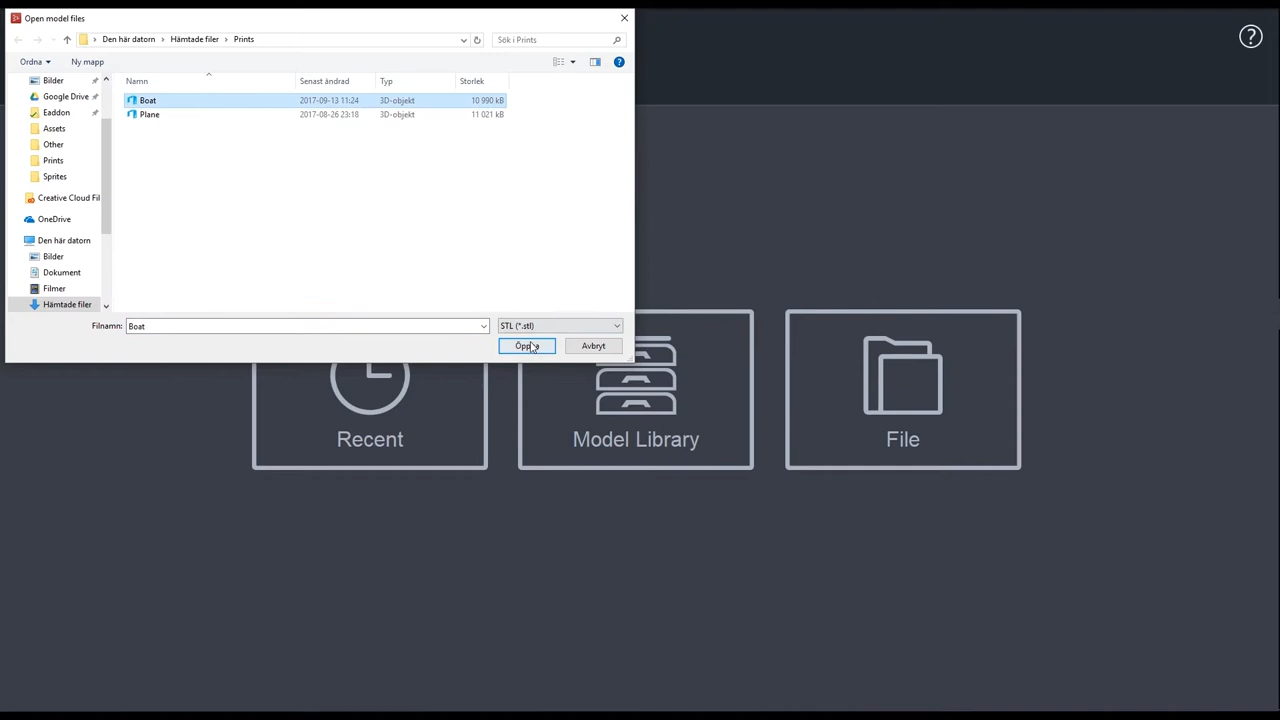 Open model files
Den här datorn > Hämtade filer > Prints
Sök i Prints
Ordna
Ny mapp
Namn Senast ändrad Typ Storlek
Boat 2017-09-13 11:24 3D-objekt 10 990 kB
Plane 2017-08-26 23:18 3D-objekt 11 021 kB
Bilder
Google Drive
Eaddon
Assets
Other
Prints
Sprites
Creative Cloud Fil
OneDrive
Den här datorn
Bilder
Dokument
Filmer
Hämtade filer
Filnamn: Boat
STL (*.stl)
Öppna Avbryt
Recent
Model Library
File